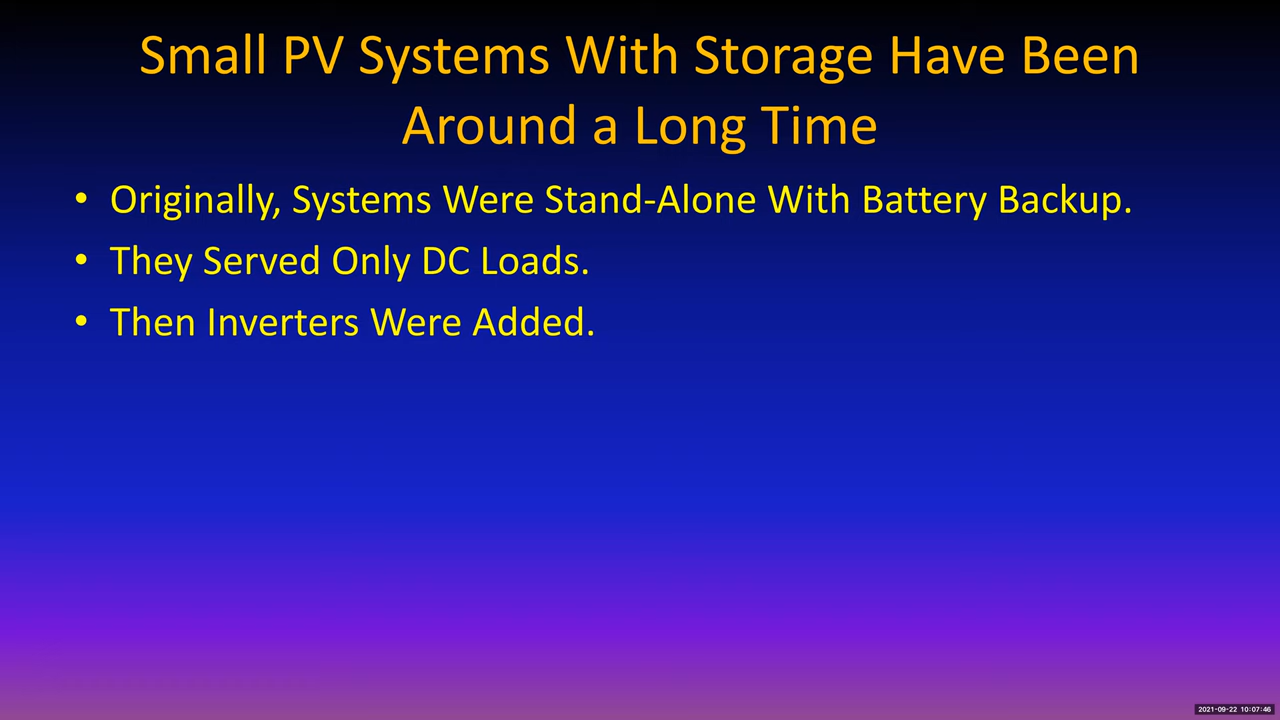 Small PV Systems With Storage Have Been
Around a Long Time
• Originally, Systems Were Stand-Alone With Battery Backup.
• They Served Only DC Loads.
• Then Inverters Were Added.
2021-09-22 10:07:46